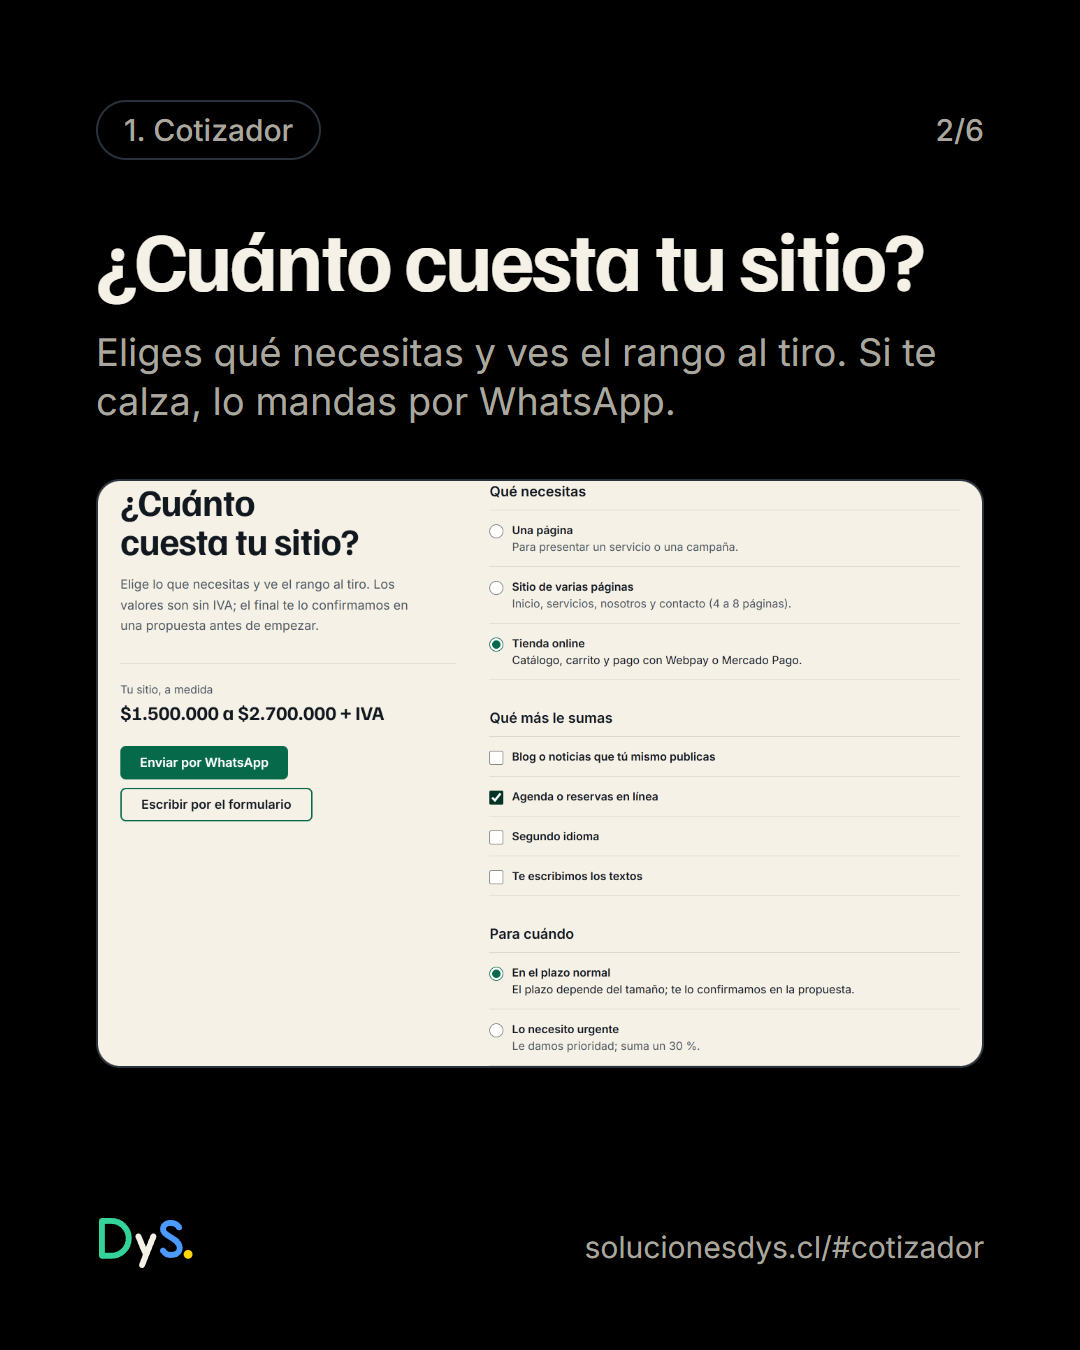 1. Cotizador
2/6
¿Cuánto cuesta tu sitio?
Eliges qué necesitas y ves el rango al tiro. Si te
calza, lo mandas por WhatsApp.
¿Cuánto
cuesta tu sitio?
Elige lo que necesitas y ve el rango al tiro. Los
valores son sin IVA; el final te lo confirmamos en
una propuesta antes de empezar.
Tu sitio, a medida
$1.500.000 a $2.700.000 + IVA
Enviar por WhatsApp
Escribir por el formulario
Qué necesitas
Una página
Para presentar un servicio o una campaña.
Sitio de varias páginas
Inicio, servicios, nosotros y contacto (4 a 8 páginas).
Tienda online
Catálogo, carrito y pago con Webpay o Mercado Pago.
Qué más le sumas
Blog o noticias que tú mismo publicas
Agenda o reservas en línea
Segundo idioma
Te escribimos los textos
Para cuándo
En el plazo normal
El plazo depende del tamaño; te lo confirmamos en la propuesta.
Lo necesito urgente
Le damos prioridad; suma un 30 %.
DyS.
solucionesdys.cl/#cotizador